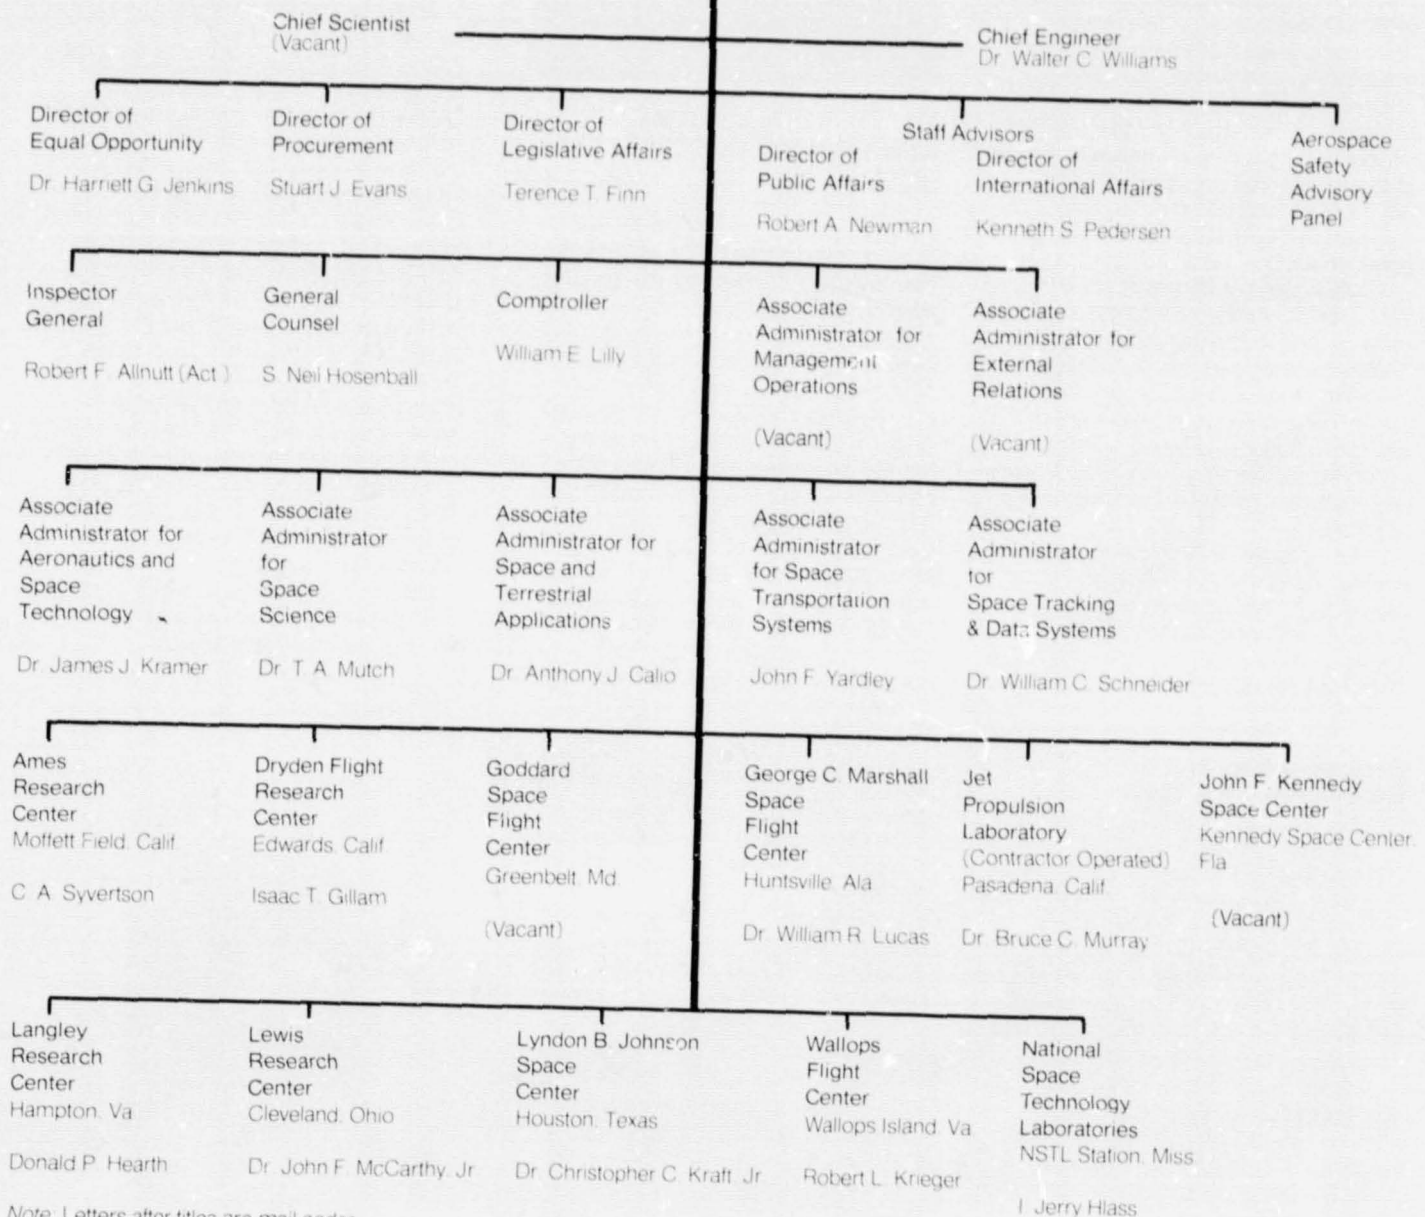 Chief Scientist
(Vacant)
Chief Engineer
Dr. Walter C. Williams
Director of
Equal Opportunity
Dr. Harriett G. Jenkins
Director of
Procurement
Stuart J. Evans
Director of
Legislative Affairs
Terence T. Finn
Staff Advisors
Director of
Public Affairs
Robert A. Newman
Director of
International Affairs
Kenneth S. Pedersen
Aerospace
Safety
Advisory
Panel
Inspector
General
Robert F. Allnutt (Act.)
General
Counsel
S. Neil Hosenball
Comptroller
William E. Lilly
Associate
Administrator for
Management
Operations
(Vacant)
Associate
Administrator for
External
Relations
(Vacant)
Associate
Administrator for
Aeronautics and
Space
Technology
Dr. James J. Kramer
Associate
Administrator
for
Space
Science
Dr. T. A. Mutch
Associate
Administrator for
Space and
Terrestrial
Applications
Dr. Anthony J. Calio
Associate
Administrator
for Space
Transportation
Systems
John F. Yardley
Associate
Administrator
for
Space Tracking
& Data Systems
Dr. William C. Schneider
Ames
Research
Center
Moffett Field, Calif.
C. A. Syvertson
Dryden Flight
Research
Center
Edwards, Calif.
Isaac T. Gillam
Goddard
Space
Flight
Center
Greenbelt, Md.
(Vacant)
George C. Marshall
Space
Flight
Center
Huntsville, Ala.
Dr. William R. Lucas
Jet
Propulsion
Laboratory
(Contractor Operated)
Pasadena, Calif.
Dr. Bruce C. Murray
John F. Kennedy
Space Center
Kennedy Space Center,
Fla.
(Vacant)
Langley
Research
Center
Hampton, Va.
Donald P. Hearth
Lewis
Research
Center
Cleveland, Ohio
Dr. John F. McCarthy, Jr.
Lyndon B. Johnson
Space
Center
Houston, Texas
Dr. Christopher C. Kraft, Jr.
Wallops
Flight
Center
Wallops Island, Va.
Robert L. Krieger
National
Space
Technology
Laboratories
NSTL Station, Miss.
I. Jerry Hlass
Note: Letters after titles are mail codes